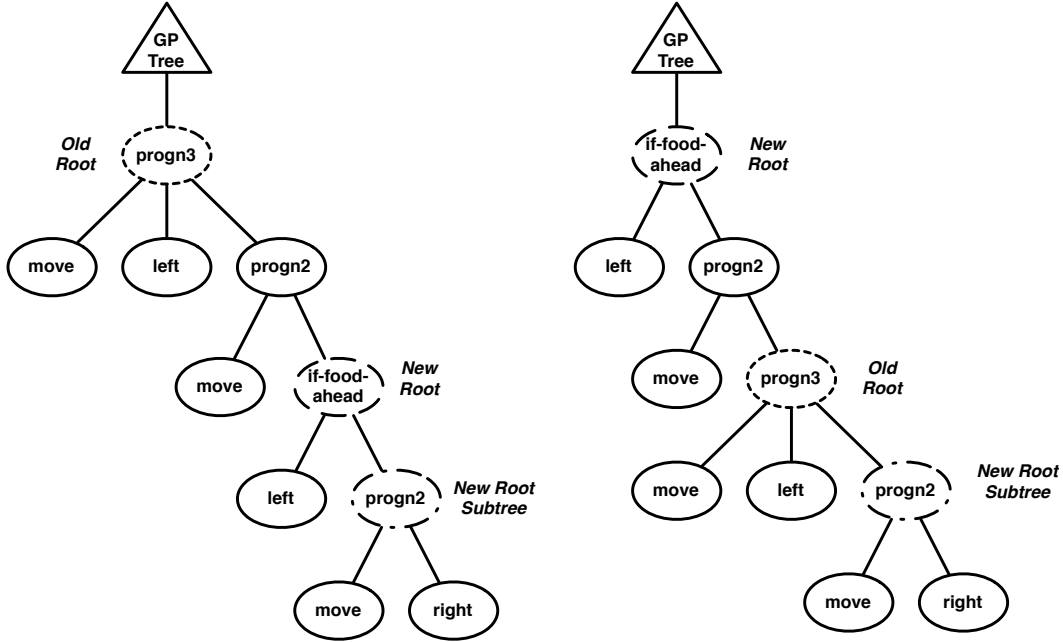 GP
Tree
Old
Root
progn3
move
left
progn2
move
if-food-
ahead
New
Root
left
progn2
New Root
Subtree
move
right
GP
Tree
if-food-
ahead
New
Root
left
progn2
move
progn3
Old
Root
move
left
progn2
New Root
Subtree
move
right